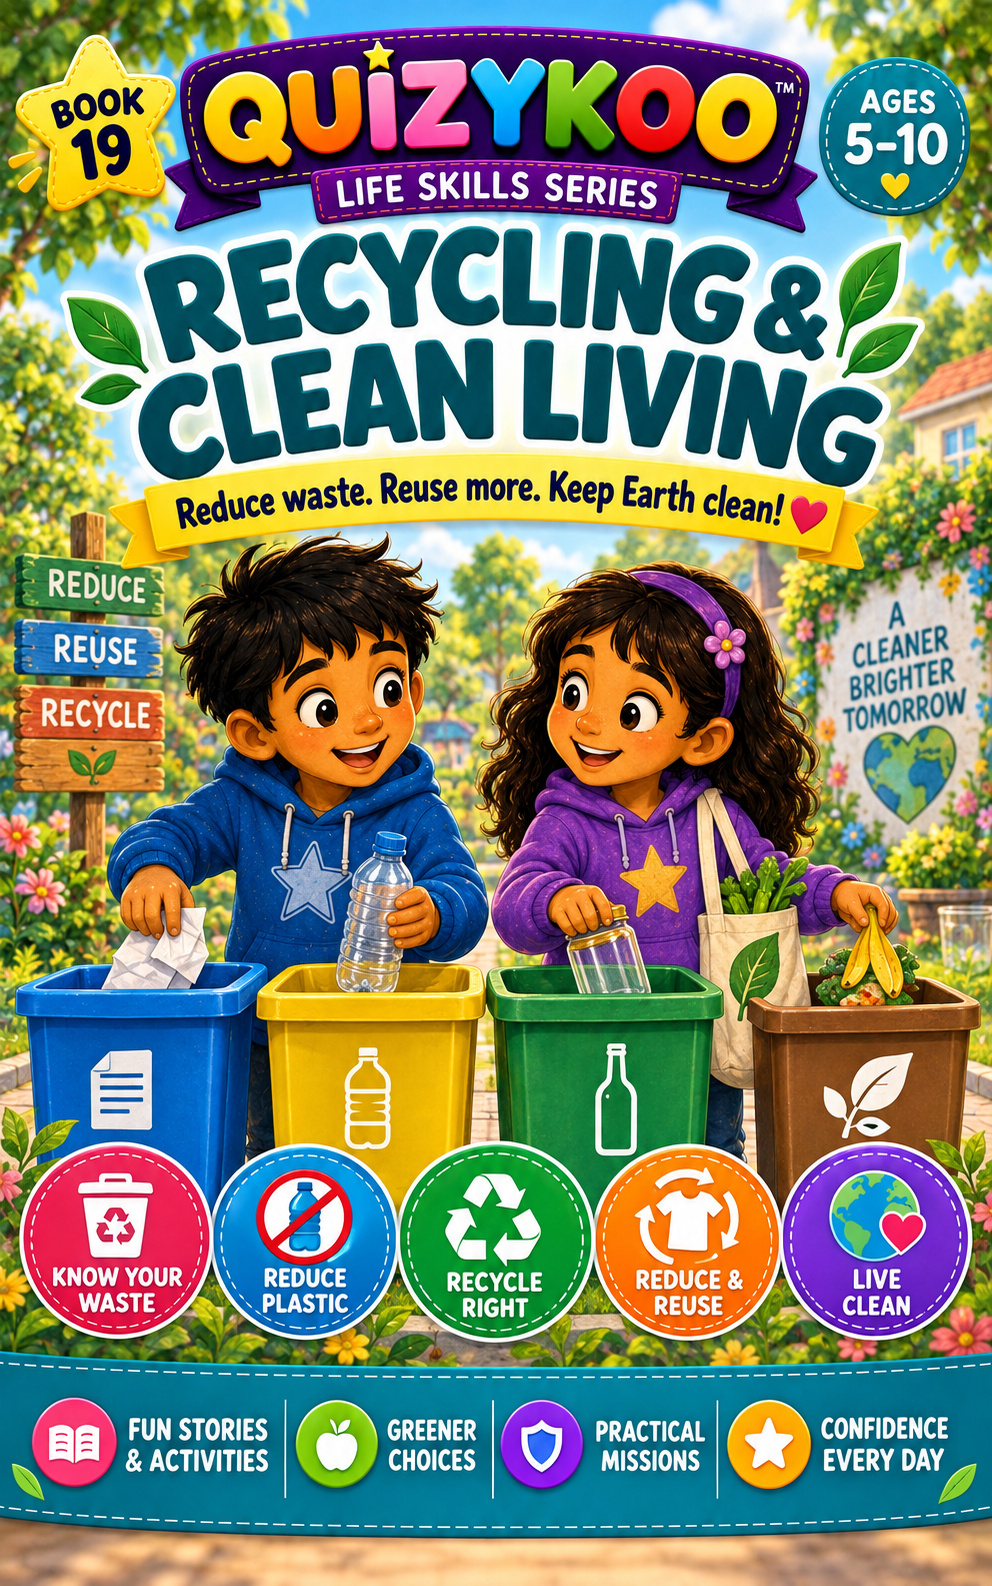 BOOK
19
QUIZYKOO™
LIFE SKILLS SERIES
AGES
5-10
RECYCLING &
CLEAN LIVING
Reduce waste. Reuse more. Keep Earth clean!
REDUCE
REUSE
RECYCLE
A
CLEANER
BRIGHTER
TOMORROW
KNOW YOUR
WASTE
REDUCE
PLASTIC
RECYCLE
RIGHT
REDUCE &
REUSE
LIVE
CLEAN
FUN STORIES
& ACTIVITIES
GREENER
CHOICES
PRACTICAL
MISSIONS
CONFIDENCE
EVERY DAY